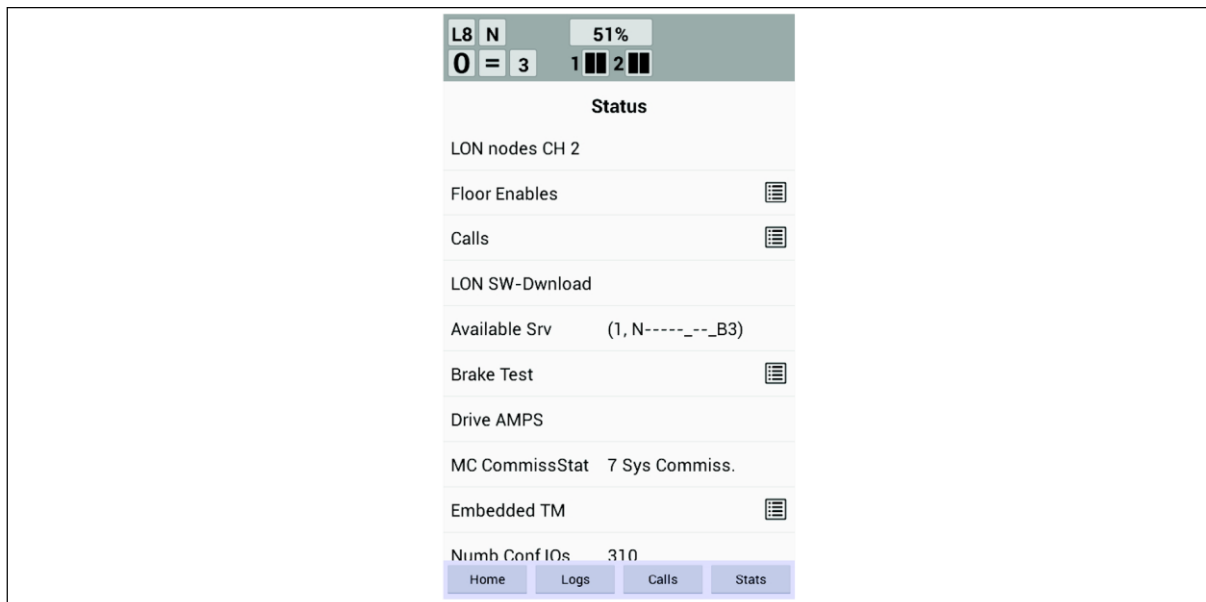 L8 N 51%
0 = 3 1 2
Status
LON nodes CH 2
Floor Enables
Calls
LON SW-Dwnload
Available Srv (1, N-----_--_B3)
Brake Test
Drive AMPS
MC CommissStat 7 Sys Commiss.
Embedded TM
Numb Conf IOs 310
Home Logs Calls Stats